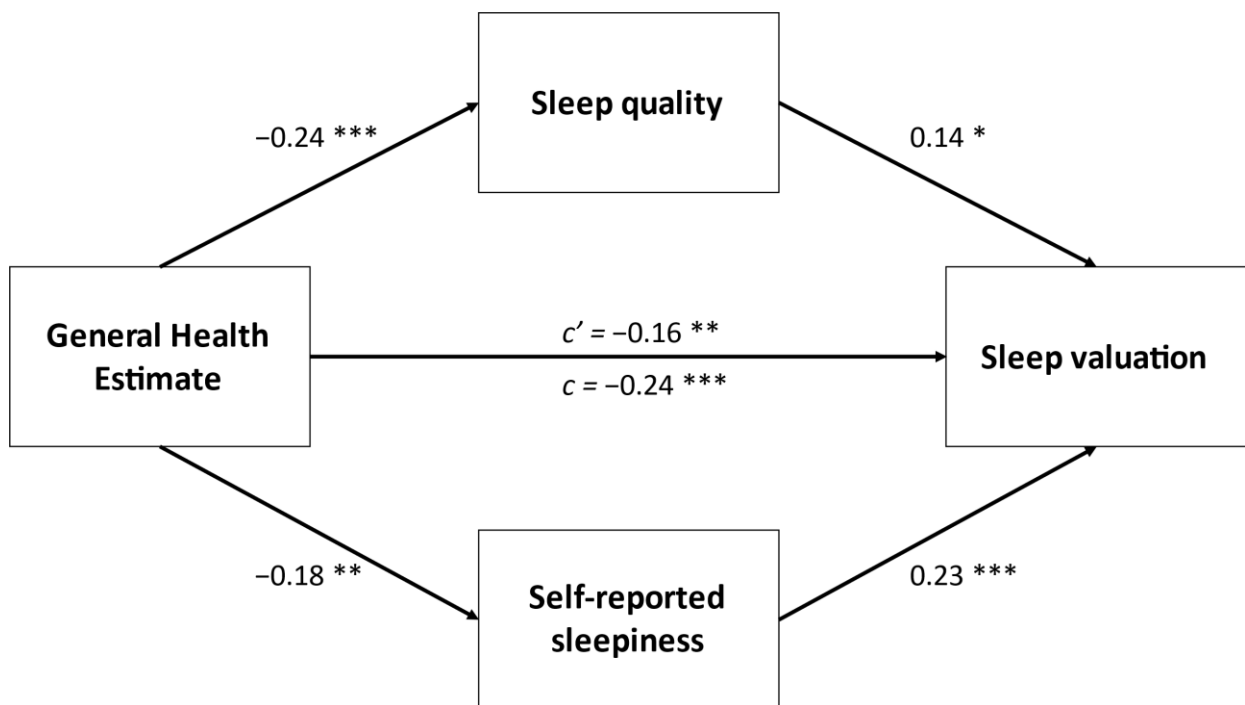 Sleep quality
−0.24 ***
0.14 *
General Health
Estimate
c’ = −0.16 **
c = −0.24 ***
Sleep valuation
−0.18 **
0.23 ***
Self-reported
sleepiness